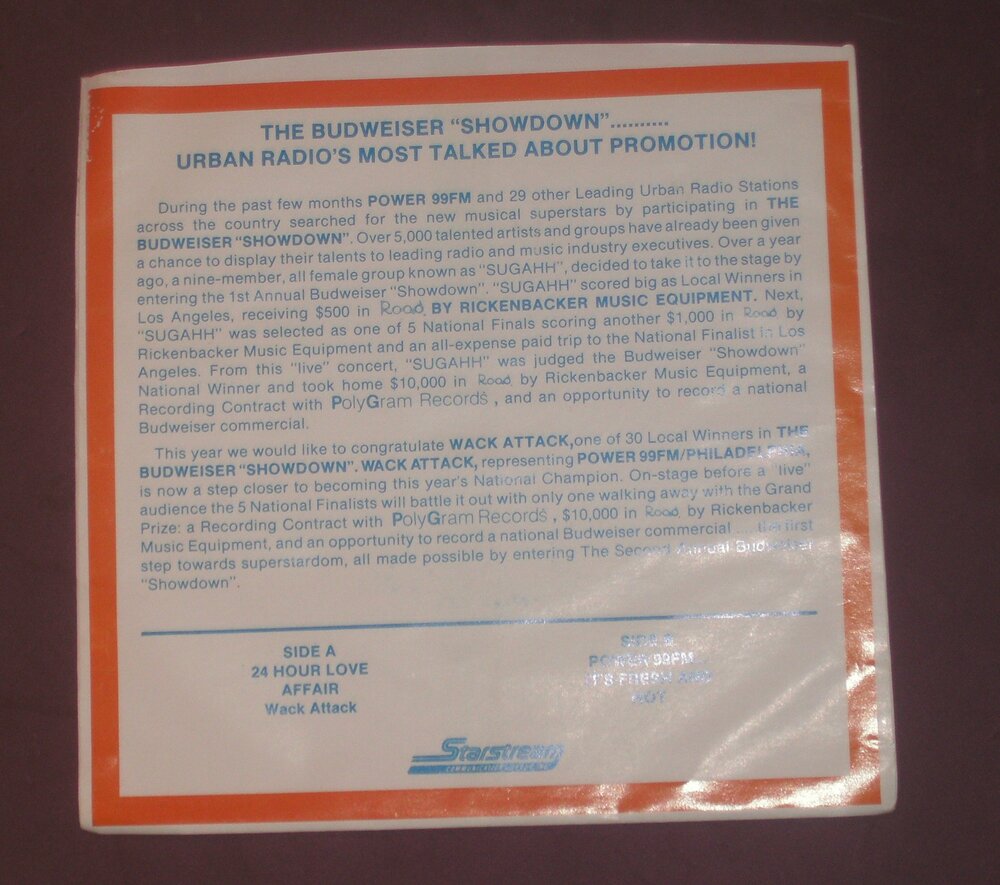 THE BUDWEISER "SHOWDOWN"..........
URBAN RADIO'S MOST TALKED ABOUT PROMOTION!
During the past few months POWER 99FM and 29 other Leading Urban Radio Stations
across the country searched for the new musical superstars by participating in THE
BUDWEISER "SHOWDOWN". Over 5,000 talented artists and groups have already been given
a chance to display their talents to leading radio and music industry executives. Over a year
ago, a nine-member, all female group known as "SUGAHH", decided to take it to the stage by
entering the 1st Annual Budweiser "Showdown". "SUGAHH" scored big as Local Winners in
Los Angeles, receiving $500 in Road BY RICKENBACKER MUSIC EQUIPMENT. Next,
"SUGAHH" was selected as one of 5 National Finals scoring another $1,000 in Road by
Rickenbacker Music Equipment and an all-expense paid trip to the National Finalist in Los
Angeles. From this "live" concert, "SUGAHH" was judged the Budweiser "Showdown"
National Winner and took home $10,000 in Road by Rickenbacker Music Equipment, a
Recording Contract with PolyGram Records, and an opportunity to record a national
Budweiser commercial.
This year we would like to congratulate WACK ATTACK,one of 30 Local Winners in THE
BUDWEISER "SHOWDOWN". WACK ATTACK, representing POWER 99FM/PHILADELPHIA,
is now a step closer to becoming this year's National Champion. On-stage before a "live"
audience the 5 National Finalists will battle it out with only one walking away with the Grand
Prize: a Recording Contract with PolyGram Records, $10,000 in Road by Rickenbacker
Music Equipment, and an opportunity to record a national Budweiser commercial .... the first
step towards superstardom, all made possible by entering The Second Annual Budweiser
"Showdown".
SIDE A
24 HOUR LOVE
AFFAIR
Wack Attack
SIDE B
POWER 99FM...
IT'S FRESH AND
HOT
Starstream